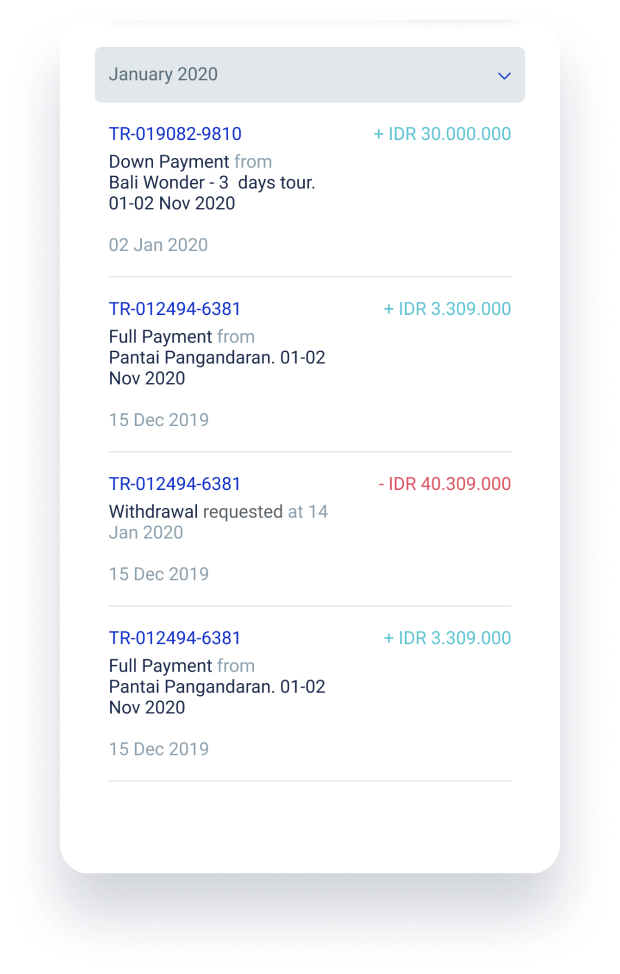 January 2020
TR-019082-9810
+ IDR 30.000.000
Down Payment from
Bali Wonder - 3  days tour.
01-02 Nov 2020
02 Jan 2020
TR-012494-6381
+ IDR 3.309.000
Full Payment from
Pantai Pangandaran. 01-02
Nov 2020
15 Dec 2019
TR-012494-6381
- IDR 40.309.000
Withdrawal requested at 14
Jan 2020
15 Dec 2019
TR-012494-6381
+ IDR 3.309.000
Full Payment from
Pantai Pangandaran. 01-02
Nov 2020
15 Dec 2019